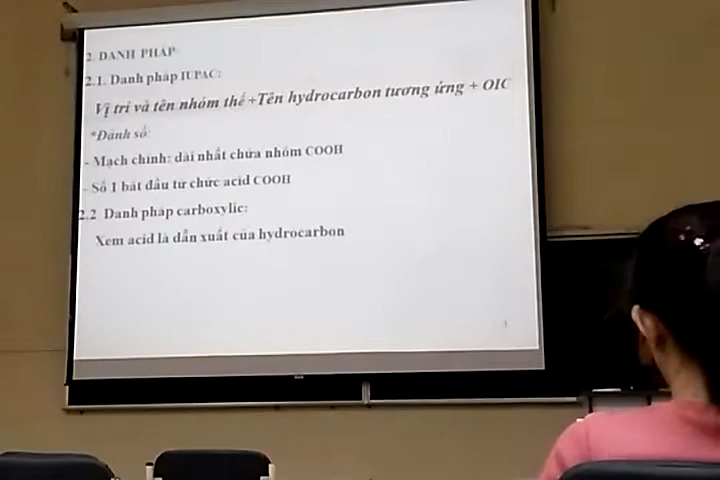 2. DANH PHÁP
2.1. Danh pháp IUPAC:
Vị trí và tên nhóm thế +Tên hydrocarbon tương ứng + OIC
*Đánh số:
- Mạch chính: dài nhất chứa nhóm COOH
- Số 1 bắt đầu từ chức acid COOH
2.2 Danh pháp carboxylic:
Xem acid là dẫn xuất của hydrocarbon